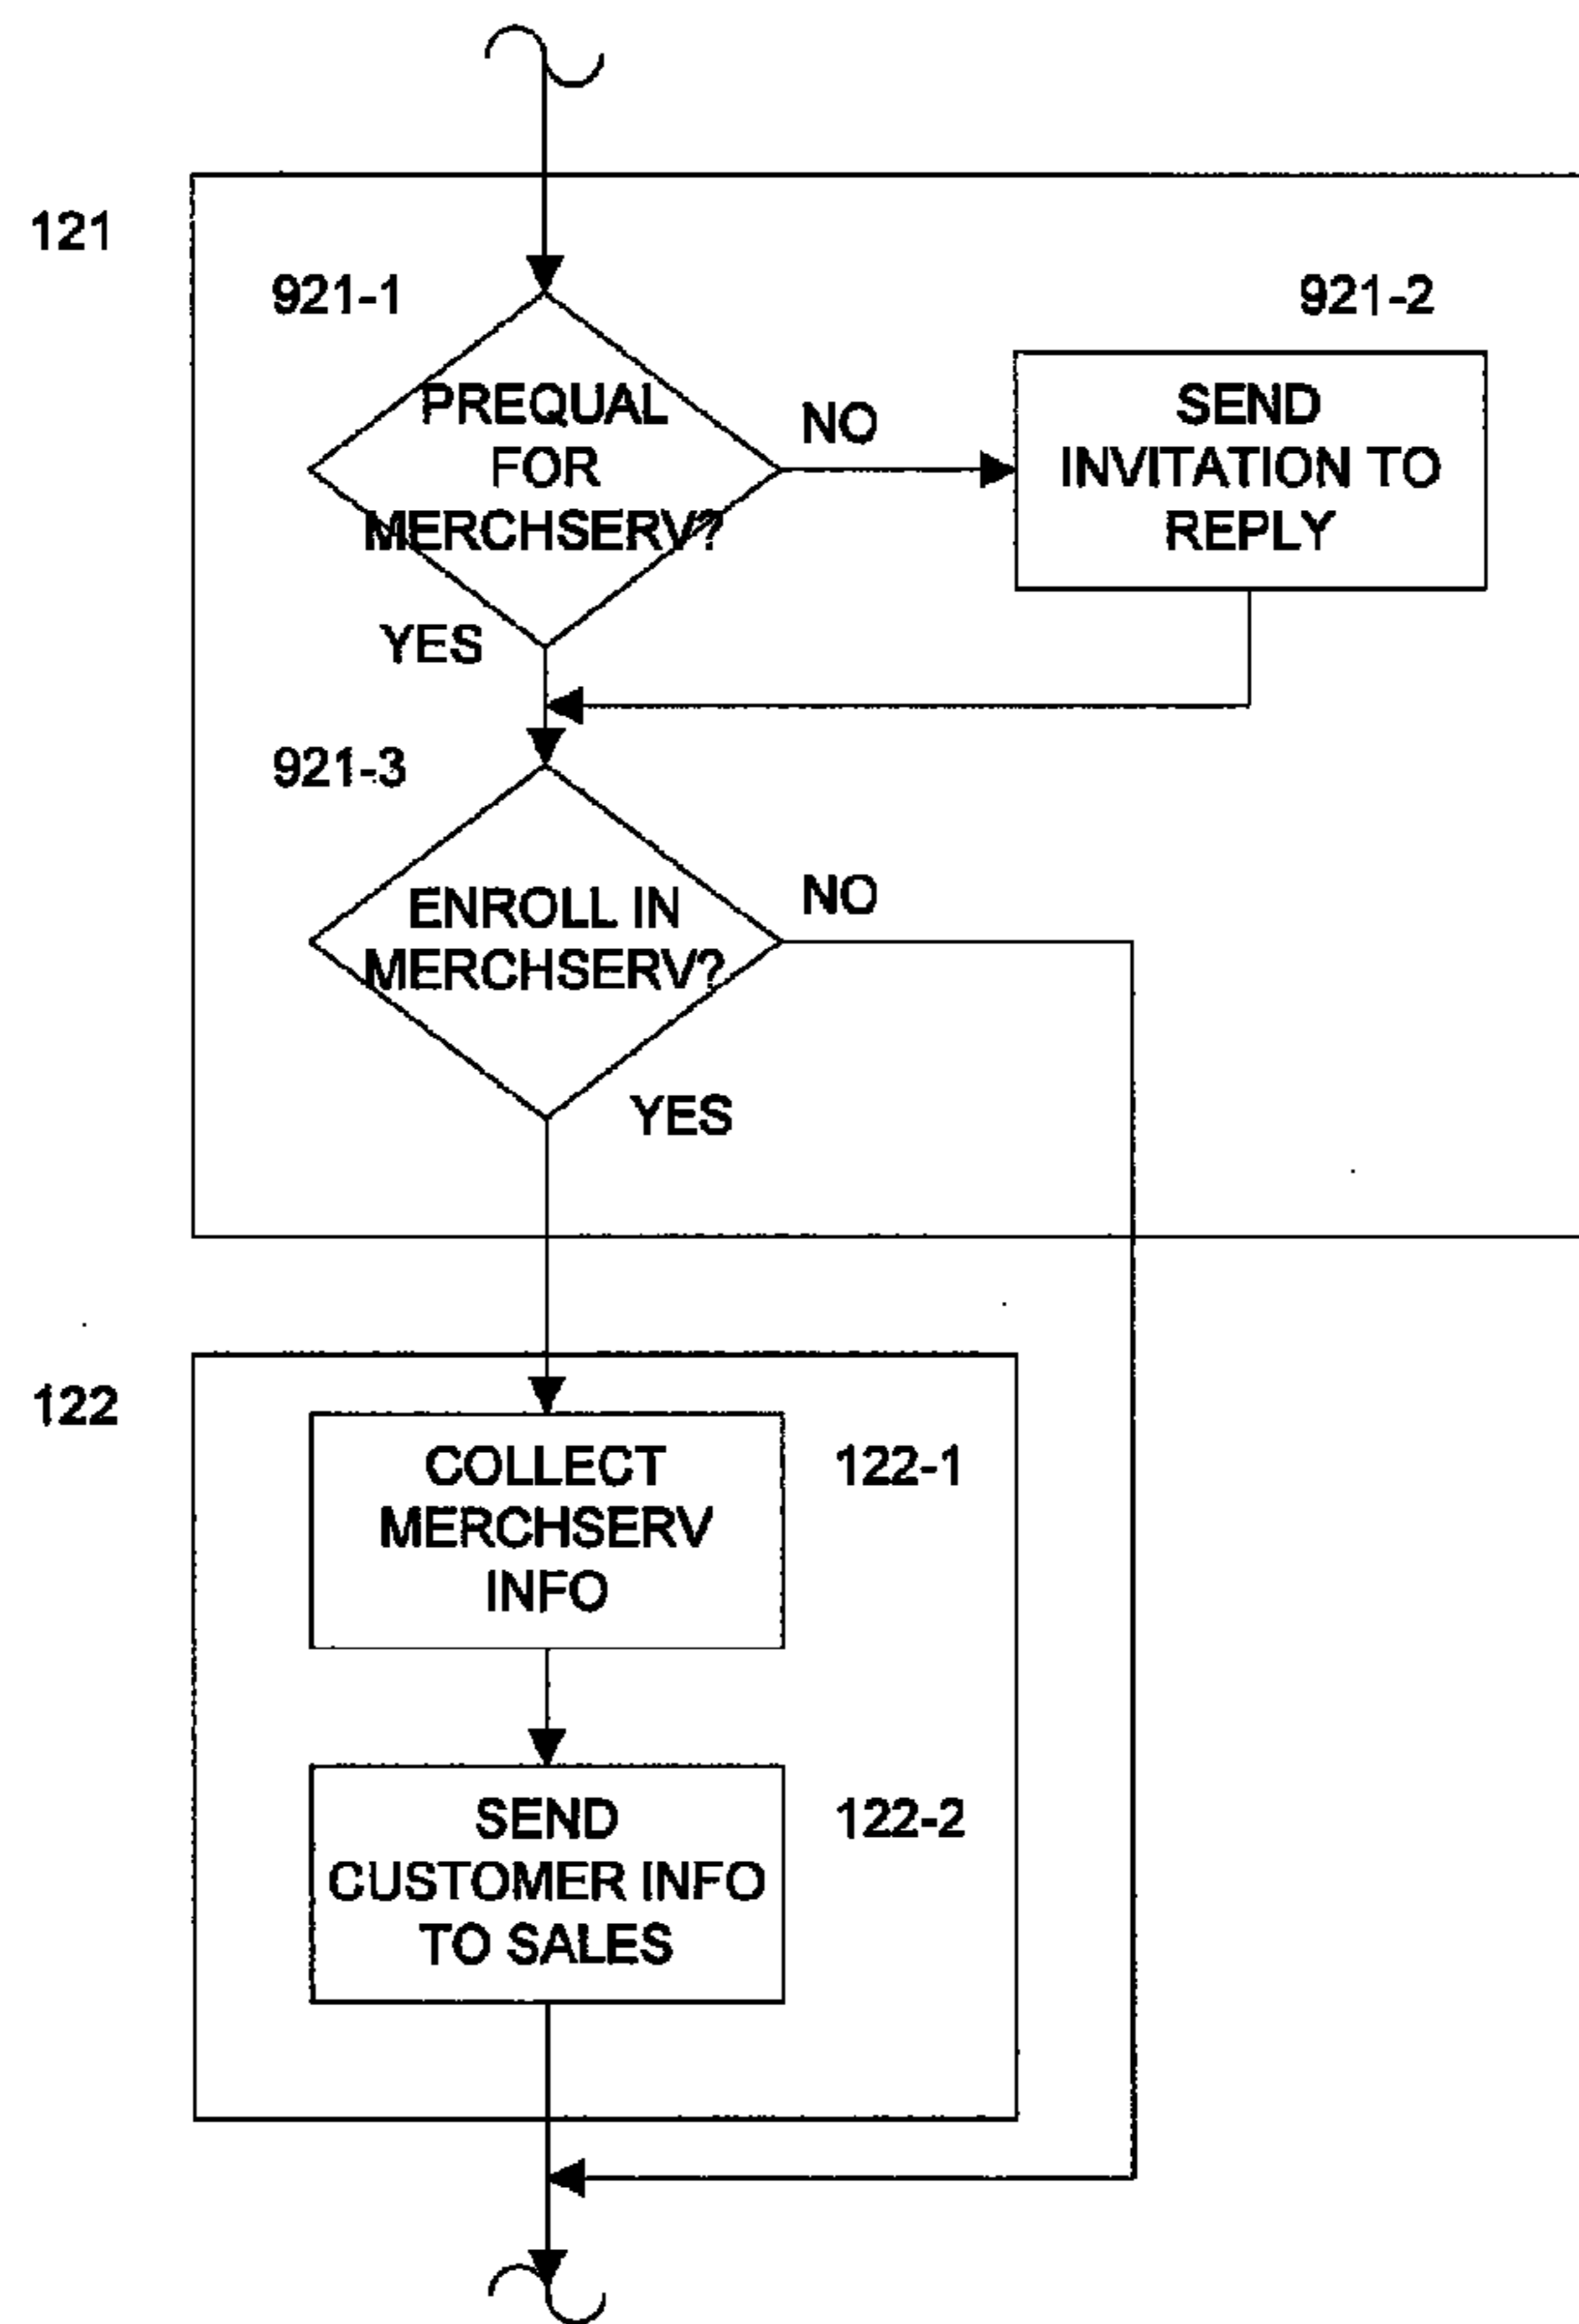 121
921-1
921-2
PREQUAL
FOR
MERCHSERV?
NO
SEND
INVITATION TO
REPLY
YES
921-3
ENROLL IN
MERCHSERV?
NO
YES
122
COLLECT
MERCHSERV
INFO
122-1
SEND
CUSTOMER INFO
TO SALES
122-2